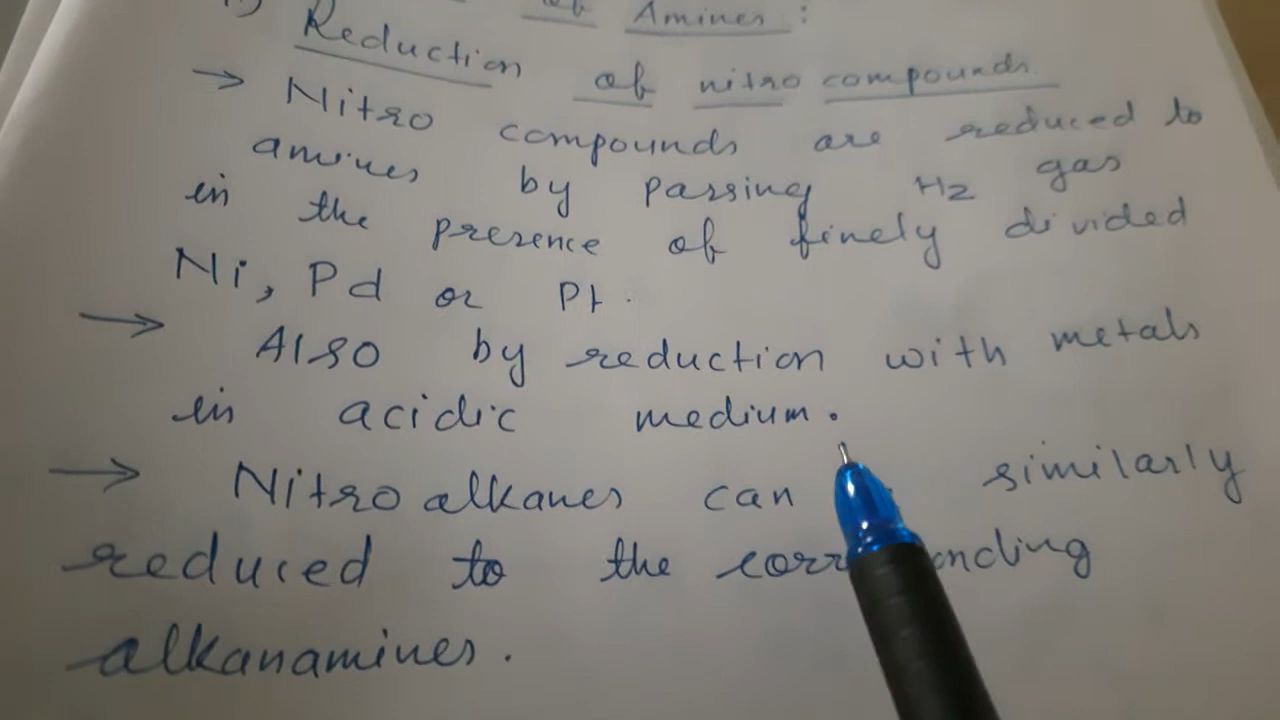 of Amines :
Reduction of nitro compounds
→ Nitro compounds are reduced to
amines by passing H2 gas
in the presence of finely divided
Ni, Pd or Pt.
→ Also by reduction with metals
in acidic medium.
→ Nitroalkanes can similarly
reduced to the
alkanamines.